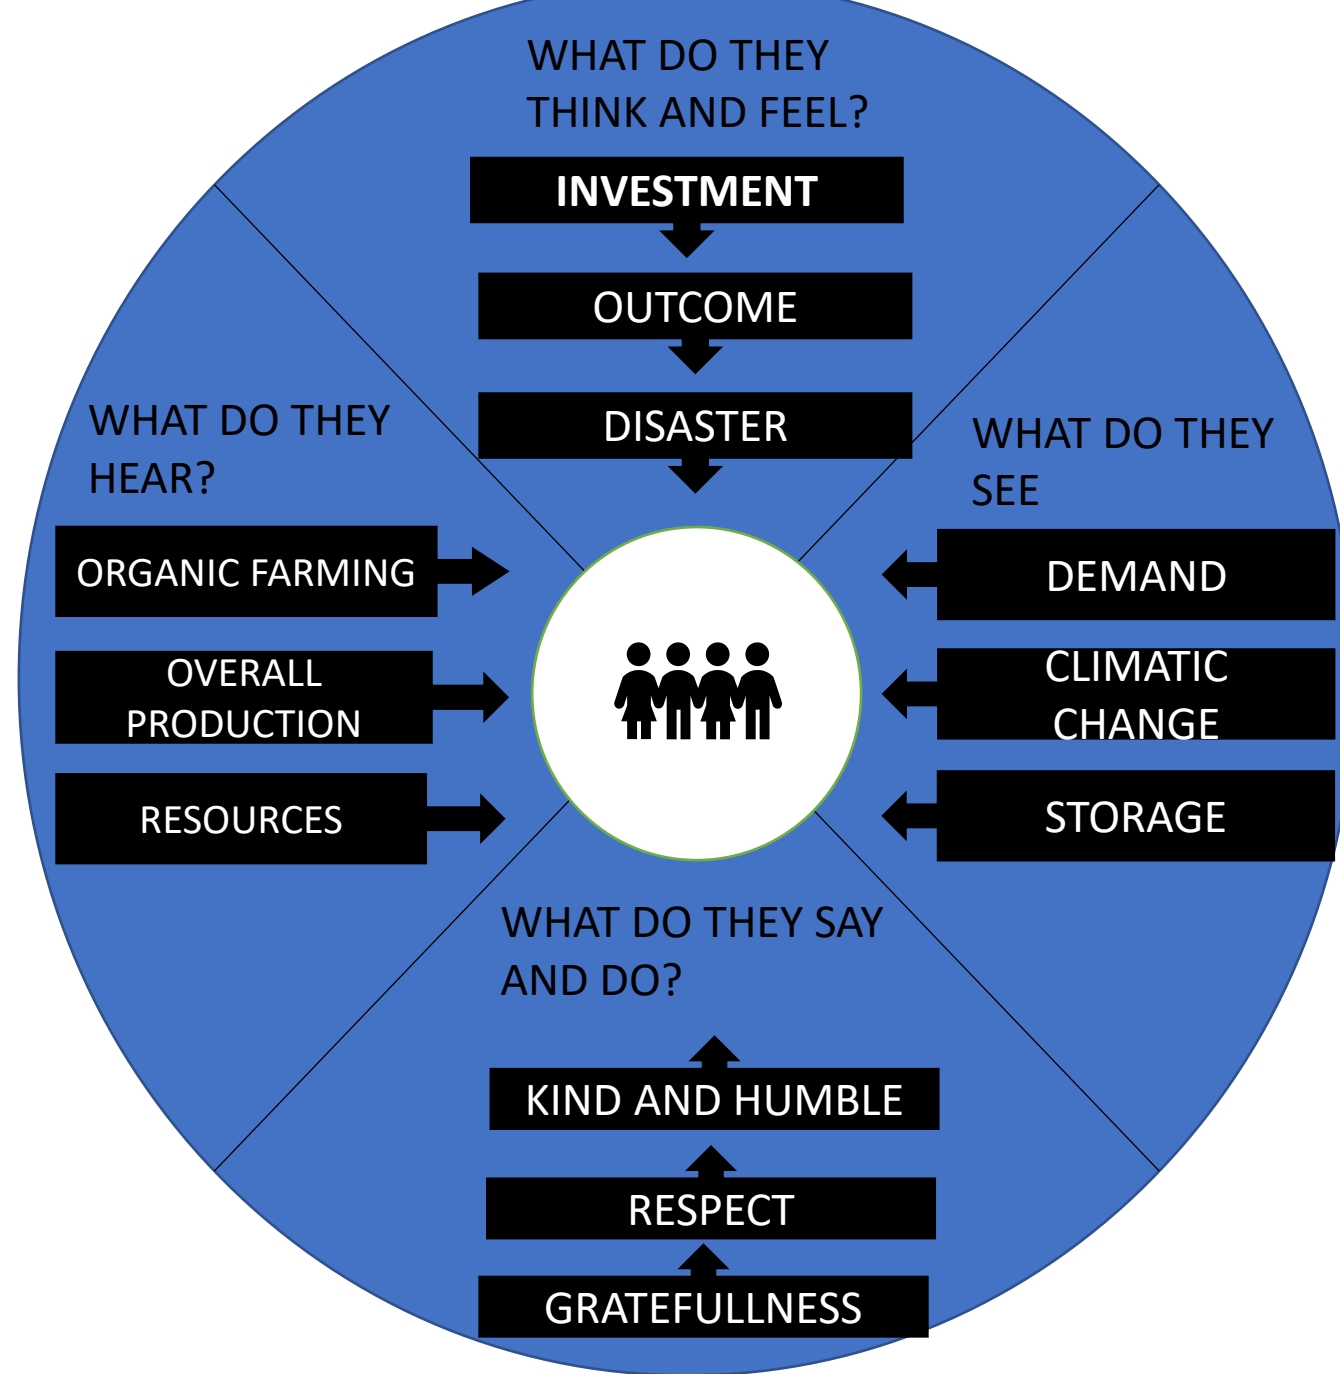 WHAT DO THEY
THINK AND FEEL?
INVESTMENT
OUTCOME
DISASTER
WHAT DO THEY
HEAR?
ORGANIC FARMING
OVERALL
PRODUCTION
RESOURCES
WHAT DO THEY
SEE
DEMAND
CLIMATIC
CHANGE
STORAGE
WHAT DO THEY SAY
AND DO?
KIND AND HUMBLE
RESPECT
GRATEFULLNESS